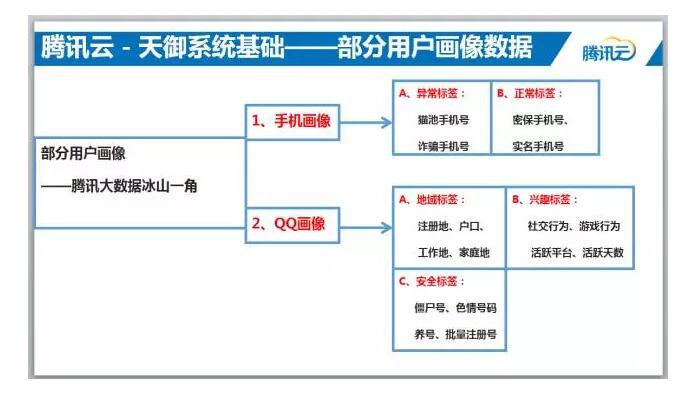 腾讯云 - 天御系统基础——部分用户画像数据
腾讯云
部分用户画像
——腾讯大数据冰山一角
1、手机画像
A、异常标签：
猫池手机号
诈骗手机号
B、正常标签：
密保手机号、
实名手机号
2、QQ画像
A、地域标签：
注册地、户口、
工作地、家庭地
B、兴趣标签：
社交行为、游戏行为
活跃平台、活跃天数
C、安全标签：
僵尸号、色情号码
养号、批量注册号